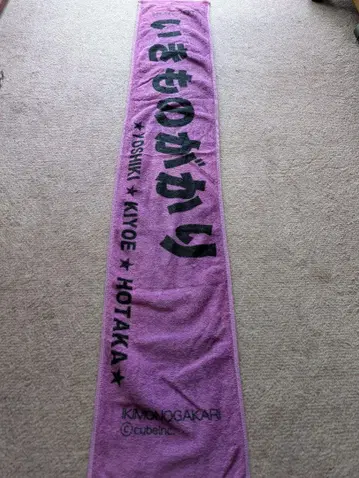 いきものがかり
★YOSHIKI ★ KIYOE ★ HOTAKA★
IKIMONOGAKARI
©cube inc.